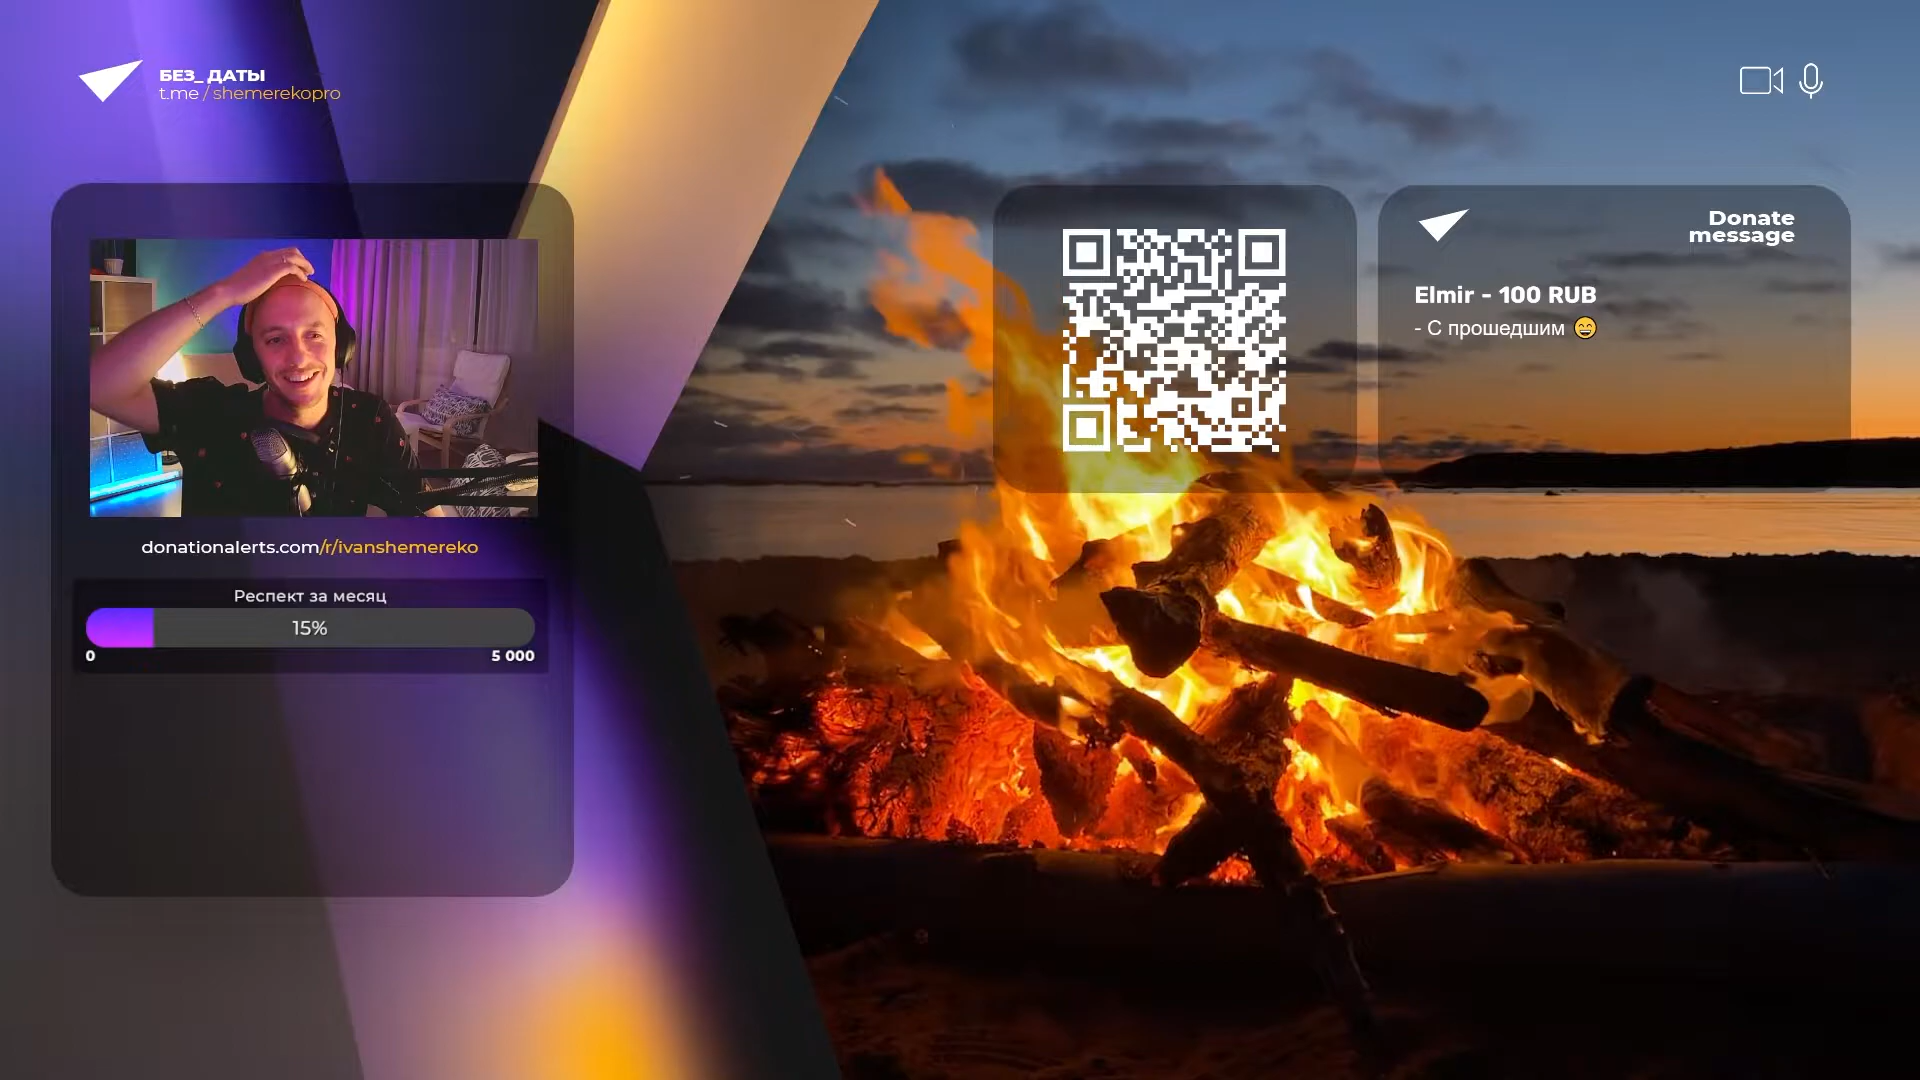 БЕЗ_ДАТЫ
t.me/shemerekopro
donationalerts.com/r/ivanshemereko
Респект за месяц
15%
0
5 000
Donate
message
Elmir - 100 RUB
- С прошедшим 😄